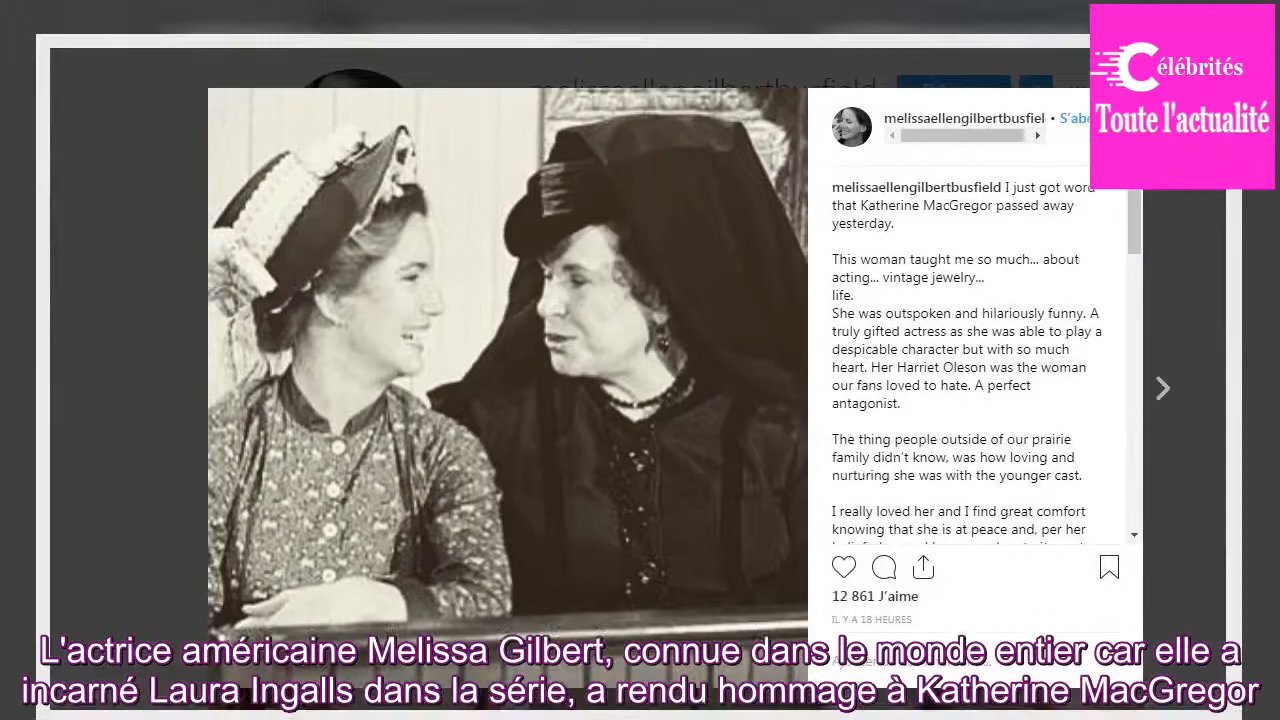 Célébrités
Toute l'actualité
melissaellengilbertbusfiel • S'abo
melissaellengilbertbusfield I just got word
that Katherine MacGregor passed away
yesterday.
This woman taught me so much... about
acting... vintage jewelry...
life.
She was outspoken and hilariously funny. A
truly gifted actress as she was able to play a
despicable character but with so much
heart. Her Harriet Oleson was the woman
our fans loved to hate. A perfect
antagonist.
The thing people outside of our prairie
family didn't know, was how loving and
nurturing she was with the younger cast.
I really loved her and I find great comfort
knowing that she is at peace and, per her
12 861 J'aime
IL Y A 18 HEURES
L'actrice américaine Melissa Gilbert, connue dans le monde entier car elle a
incarné Laura Ingalls dans la série, a rendu hommage à Katherine MacGregor